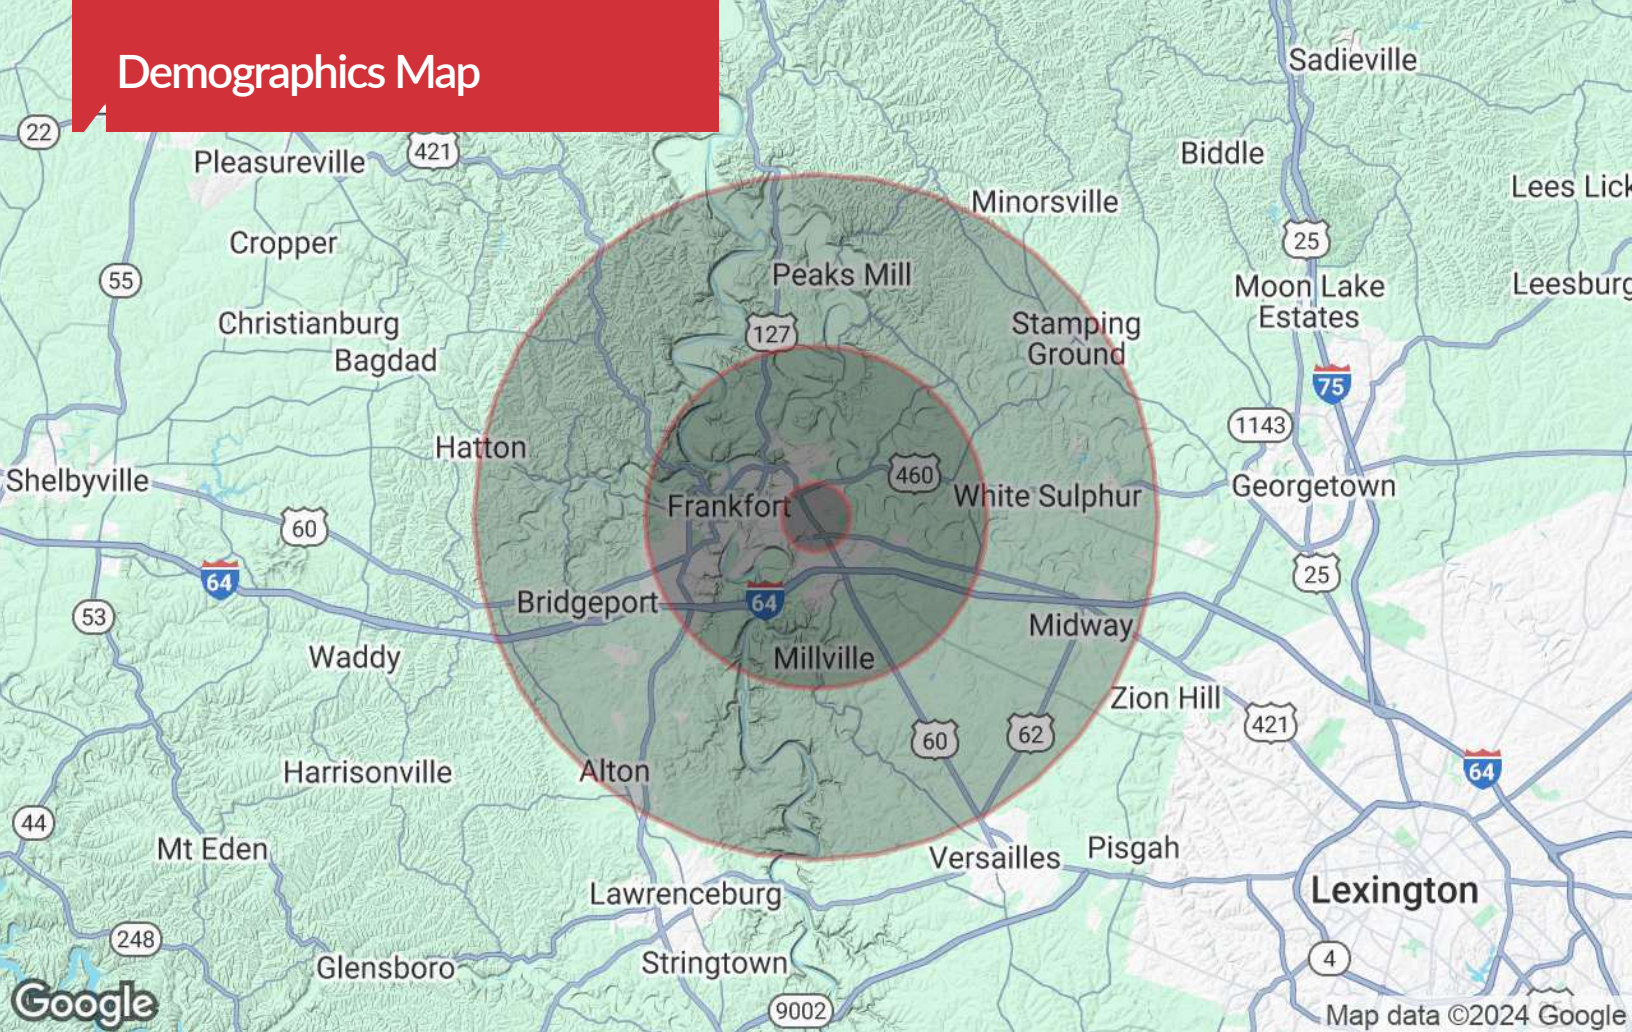 Demographics Map
Sadieville
22
421
Pleasureville
Biddle
Lees Lick
Minorsville
Cropper
25
55
Peaks Mill
Moon Lake
Estates
Leesburg
Christianburg
127
Stamping
Ground
Bagdad
75
1143
Hatton
Shelbyville
460
White Sulphur
Georgetown
Frankfort
60
64
25
53
Bridgeport
64
Midway
Waddy
Millville
Zion Hill
421
60
62
64
Harrisonville
Alton
44
Mt Eden
Versailles
Pisgah
Lawrenceburg
Lexington
248
Glensboro
Stringtown
4
Google
9002
Map data ©2024 Google